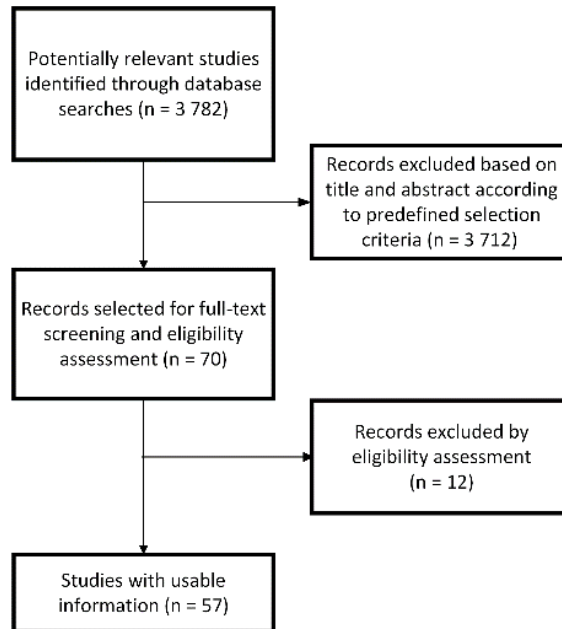 Potentially relevant studies
identified through database
searches (n = 3 782)
Records excluded based on
title and abstract according
to predefined selection
criteria (n = 3 712)
Records selected for full-text
screening and eligibility
assessment (n = 70)
Records excluded by
eligibility assessment
(n = 12)
Studies with usable
information (n = 57)